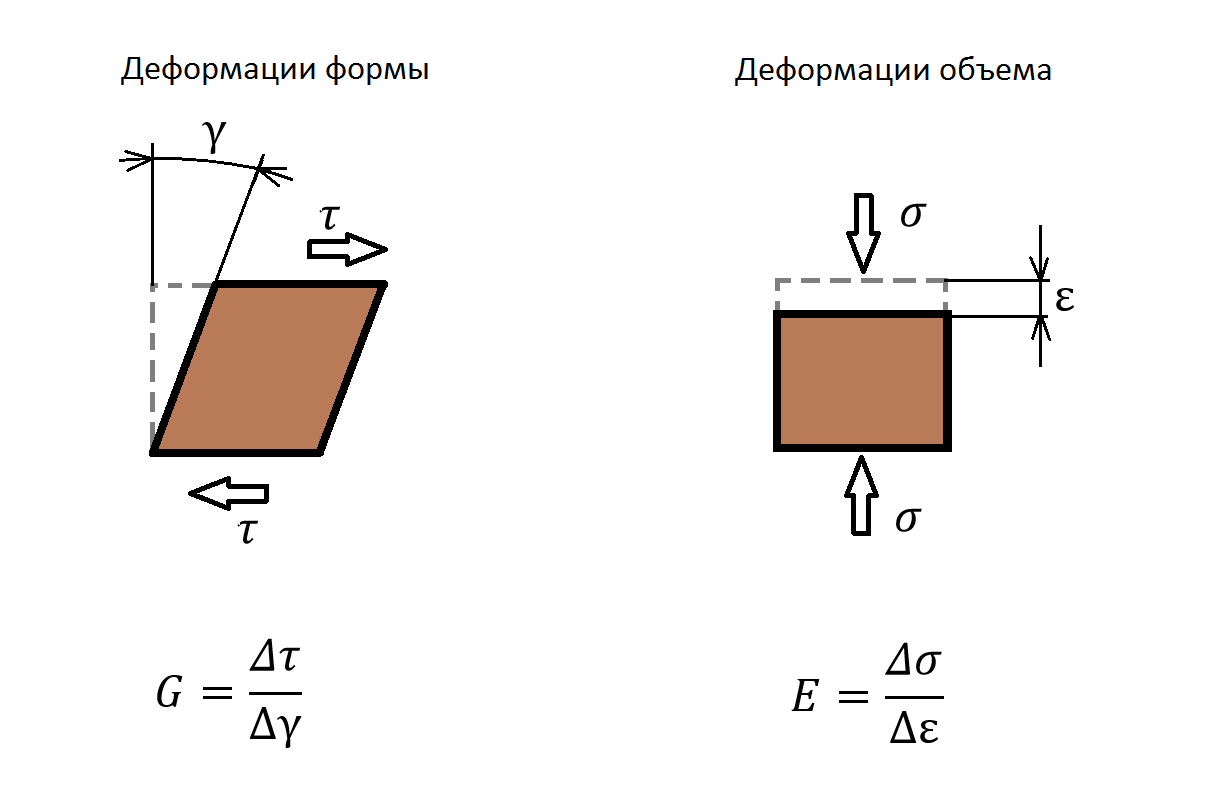 Деформации формы
Деформации объема
γ
τ
σ
ε
τ
σ
G = Δτ / Δγ
E = Δσ / Δε